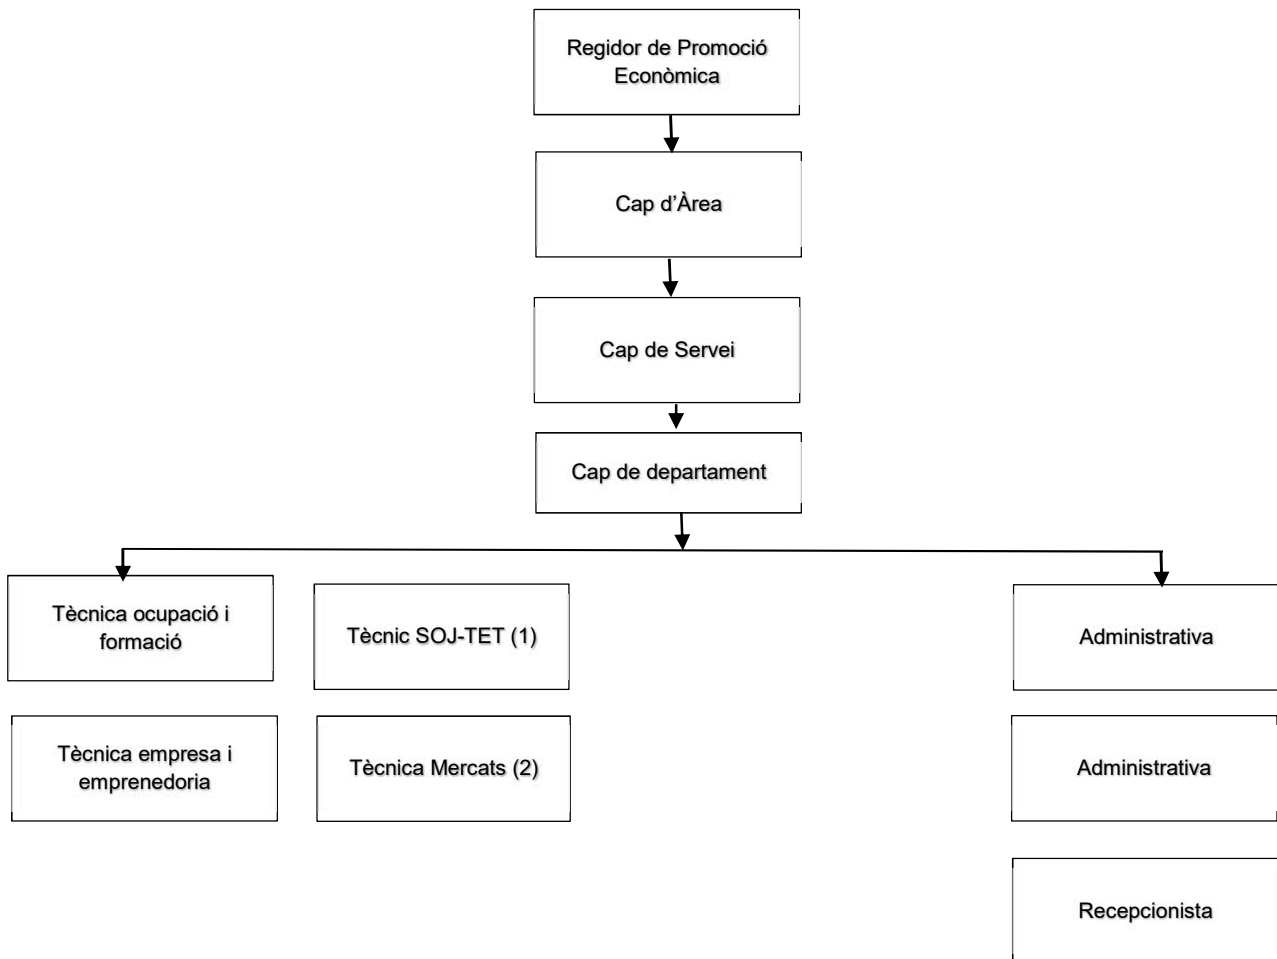 Regidor de Promoció
Econòmica
Cap d’Àrea
Cap de Servei
Cap de departament
Tècnica ocupació i
formació
Tècnic SOJ-TET (1)
Administrativa
Tècnica empresa i
emprenedoria
Tècnica Mercats (2)
Administrativa
Recepcionista